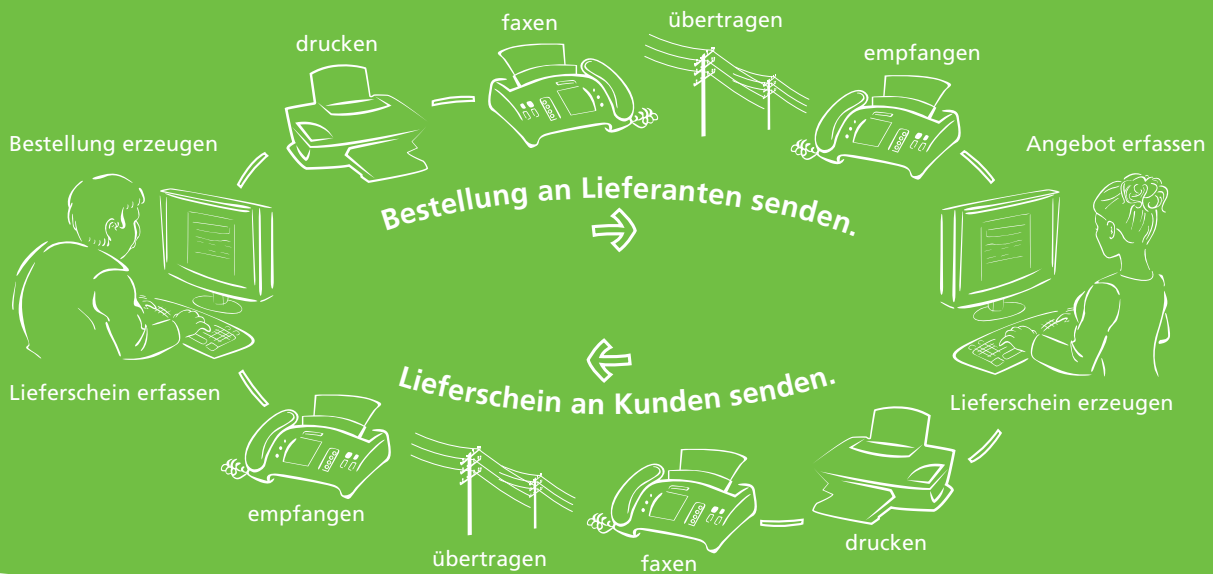 faxen
übertragen
drucken
empfangen
Bestellung erzeugen
Angebot erfassen
Bestellung an Lieferanten senden.
Lieferschein an Kunden senden.
Lieferschein erfassen
Lieferschein erzeugen
empfangen
drucken
übertragen
faxen